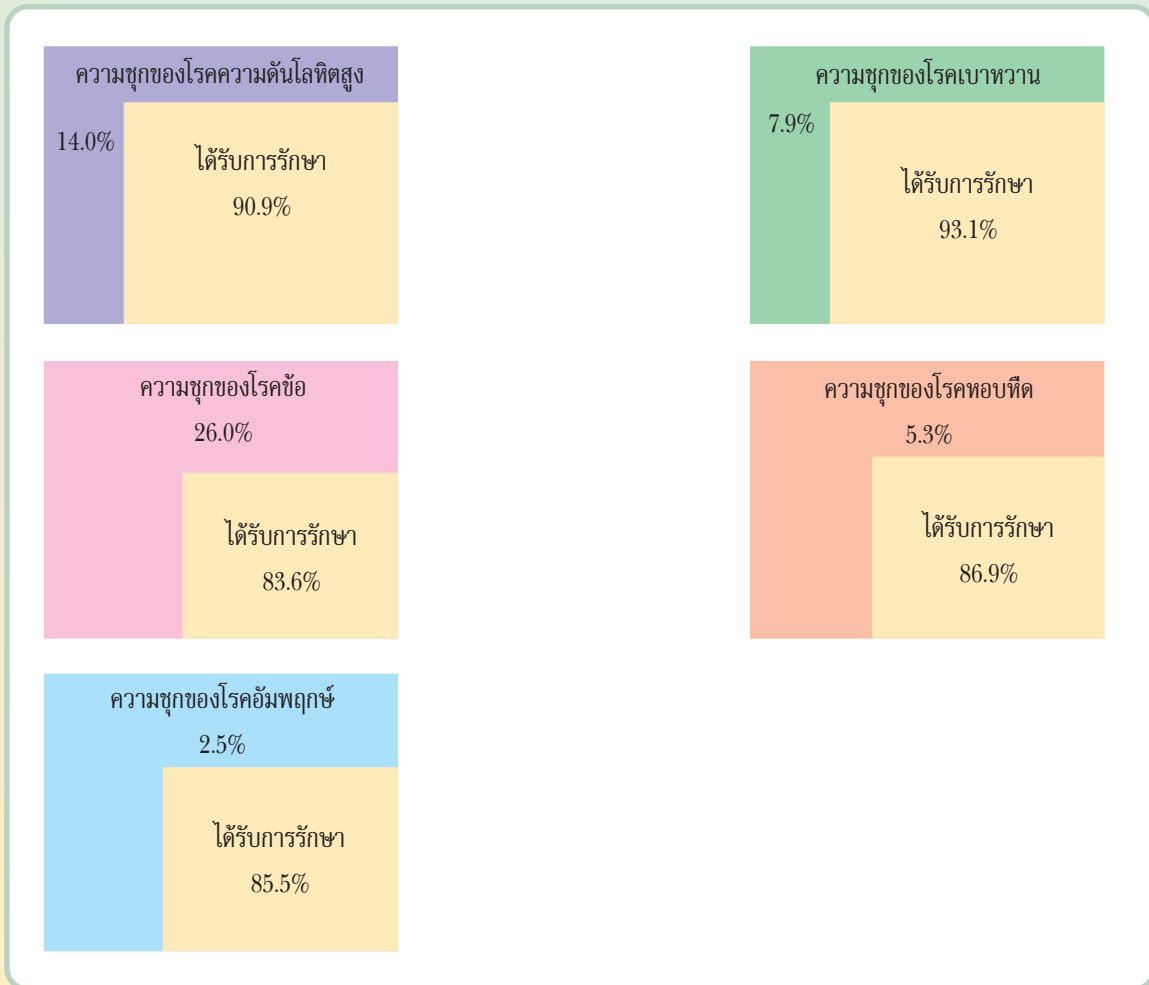 ความชุกของโรคความดันโลหิตสูง
14.0%
ได้รับการรักษา
90.9%
ความชุกของโรคเบาหวาน
7.9%
ได้รับการรักษา
93.1%
ความชุกของโรคข้อ
26.0%
ได้รับการรักษา
83.6%
ความชุกของโรคหอบหืด
5.3%
ได้รับการรักษา
86.9%
ความชุกของโรคอัมพฤกษ์
2.5%
ได้รับการรักษา
85.5%